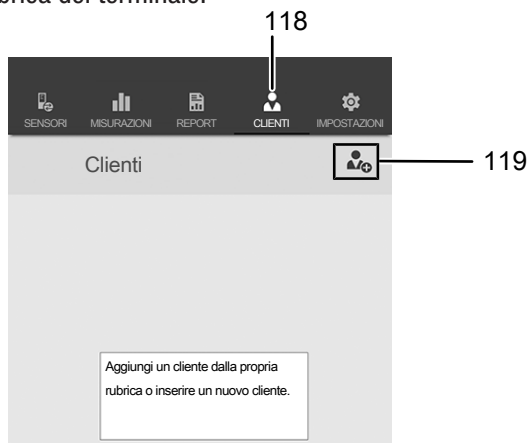 brica del terminale.
118
SENSORI MISURAZIONI REPORT CLIENTI IMPOSTAZIONI
Clienti
119
Aggiungi un cliente dalla propria
rubrica o inserire un nuovo cliente.